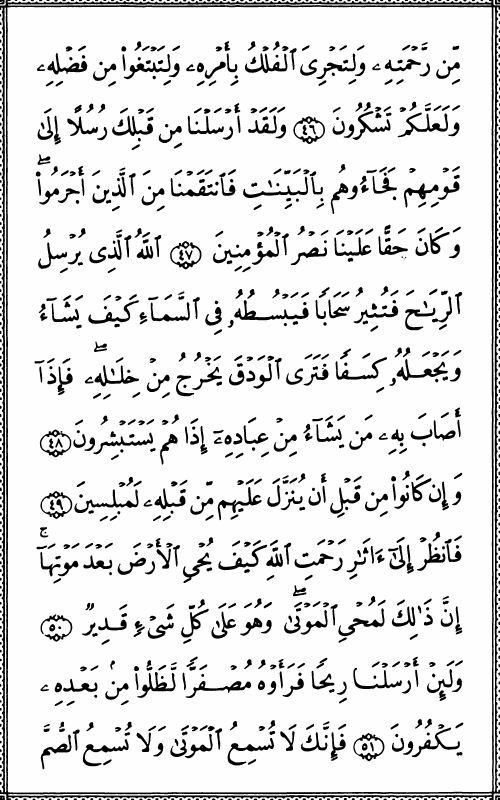 مِّن رَّحْمَتِهِۦ وَلِتَجْرِىَ ٱلْفُلْكُ بِأَمْرِهِۦ وَلِتَبْتَغُوا۟ مِن فَضْلِهِۦ
وَلَعَلَّكُمْ تَشْكُرُونَ ﴿٤٦﴾ وَلَقَدْ أَرْسَلْنَا مِن قَبْلِكَ رُسُلًا إِلَىٰ
قَوْمِهِمْ فَجَآءُوهُم بِٱلْبَيِّنَـٰتِ فَٱنتَقَمْنَا مِنَ ٱلَّذِينَ أَجْرَمُوا۟ ۖ
وَكَانَ حَقًّا عَلَيْنَا نَصْرُ ٱلْمُؤْمِنِينَ ﴿٤٧﴾ ٱللَّهُ ٱلَّذِى يُرْسِلُ
ٱلرِّيَـٰحَ فَتُثِيرُ سَحَابًا فَيَبْسُطُهُۥ فِى ٱلسَّمَآءِ كَيْفَ يَشَآءُ
وَيَجْعَلُهُۥ كِسَفًا فَتَرَى ٱلْوَدْقَ يَخْرُجُ مِنْ خِلَـٰلِهِۦ ۖ فَإِذَآ
أَصَابَ بِهِۦ مَن يَشَآءُ مِنْ عِبَادِهِۦٓ إِذَا هُمْ يَسْتَبْشِرُونَ ﴿٤٨﴾
وَإِن كَانُوا۟ مِن قَبْلِ أَن يُنَزَّلَ عَلَيْهِم مِّن قَبْلِهِۦ لَمُبْلِسِينَ ﴿٤٩﴾
فَٱنظُرْ إِلَىٰٓ ءَاثَـٰرِ رَحْمَتِ ٱللَّهِ كَيْفَ يُحْىِ ٱلْأَرْضَ بَعْدَ مَوْتِهَآ ۚ
إِنَّ ذَٰلِكَ لَمُحْىِ ٱلْمَوْتَىٰ ۖ وَهُوَ عَلَىٰ كُلِّ شَىْءٍ قَدِيرٌ ﴿٥٠﴾
وَلَئِنْ أَرْسَلْنَا رِيحًا فَرَأَوْهُ مُصْفَرًّا لَّظَلُّوا۟ مِنۢ بَعْدِهِۦ
يَكْفُرُونَ ﴿٥١﴾ فَإِنَّكَ لَا تُسْمِعُ ٱلْمَوْتَىٰ وَلَا تُسْمِعُ ٱلصُّمَّ